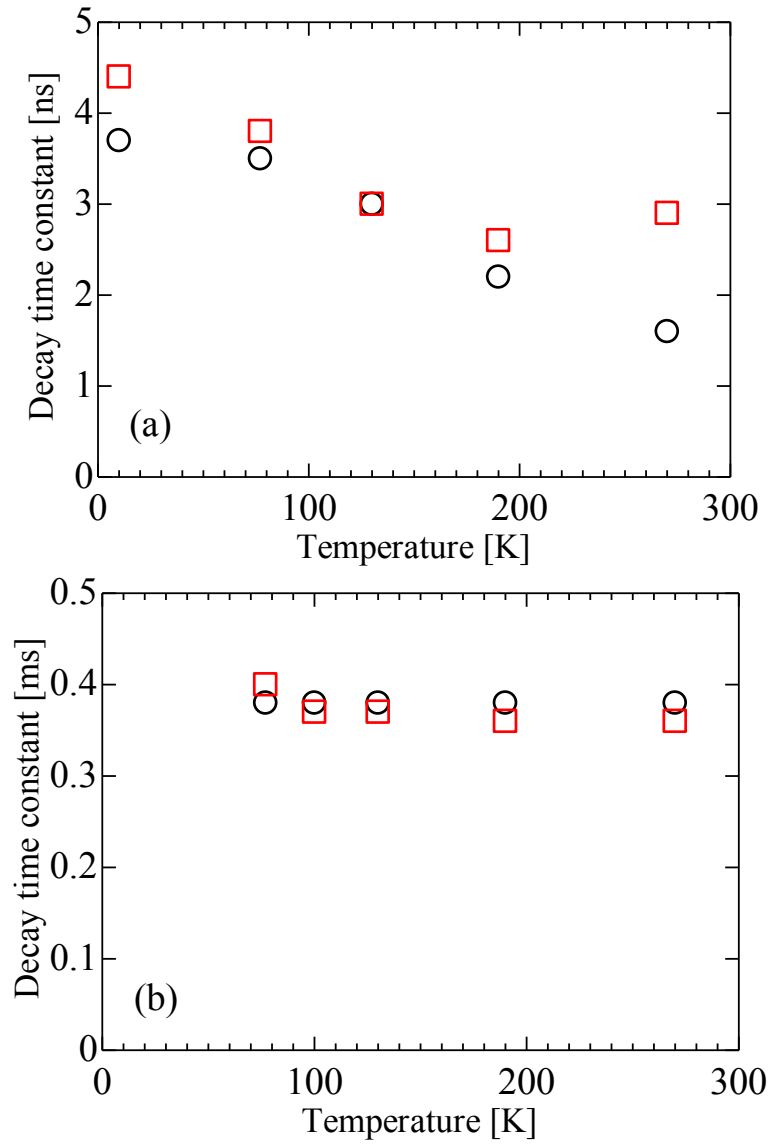 Decay time constant [ns]
5
4
3
2
1
0
(a)
0 100 200 300
Temperature [K]
Decay time constant [ms]
0.5
0.4
0.3
0.2
0.1
0
(b)
0 100 200 300
Temperature [K]